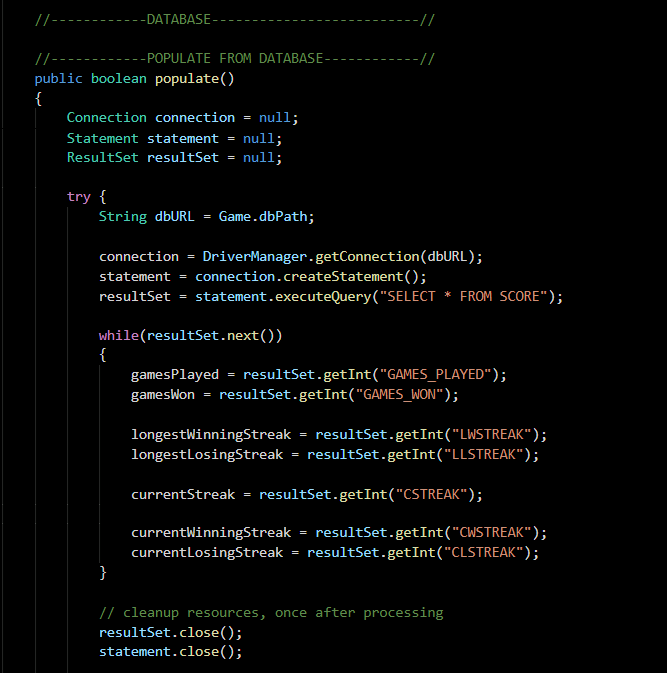 //------------DATABASE--------------------------//
//------------POPULATE FROM DATABASE------------//
public boolean populate()
{
Connection connection = null;
Statement statement = null;
ResultSet resultSet = null;
try {
String dbURL = Game.dbPath;
connection = DriverManager.getConnection(dbURL);
statement = connection.createStatement();
resultSet = statement.executeQuery("SELECT * FROM SCORE");
while(resultSet.next())
{
gamesPlayed = resultSet.getInt("GAMES_PLAYED");
gamesWon = resultSet.getInt("GAMES_WON");
longestWinningStreak = resultSet.getInt("LWSTREAK");
longestLosingStreak = resultSet.getInt("LLSTREAK");
currentStreak = resultSet.getInt("CSTREAK");
currentWinningStreak = resultSet.getInt("CWSTREAK");
currentLosingStreak = resultSet.getInt("CLSTREAK");
}
// cleanup resources, once after processing
resultSet.close();
statement.close();